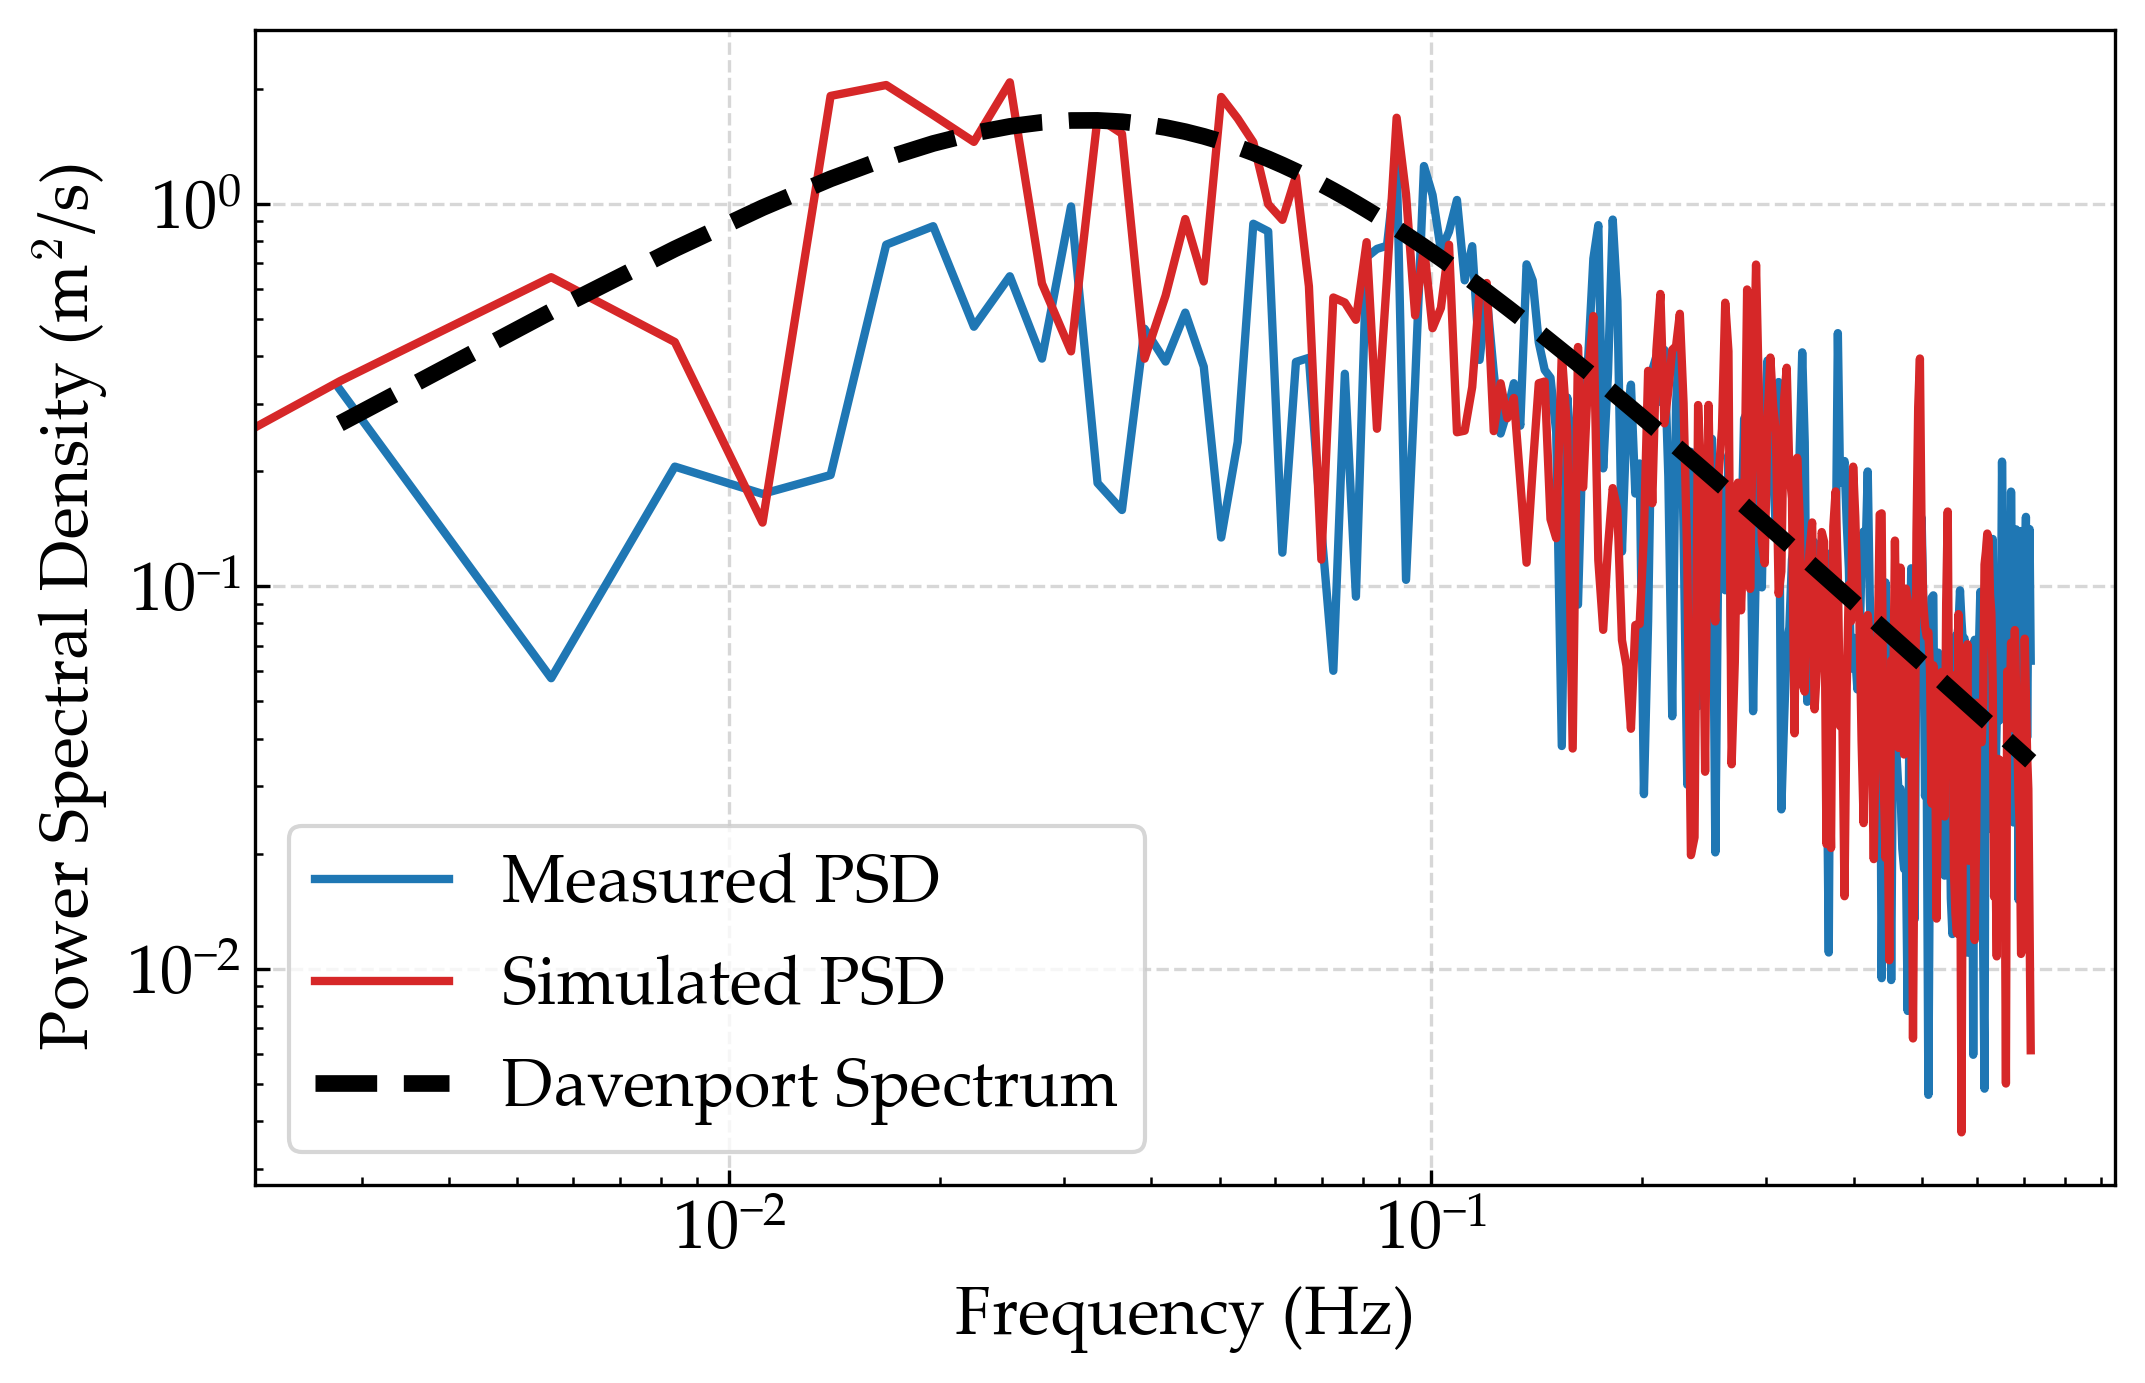 Power Spectral Density (m²/s)
10⁰
10⁻¹
10⁻²
Measured PSD
Simulated PSD
Davenport Spectrum
10⁻² 10⁻¹
Frequency (Hz)